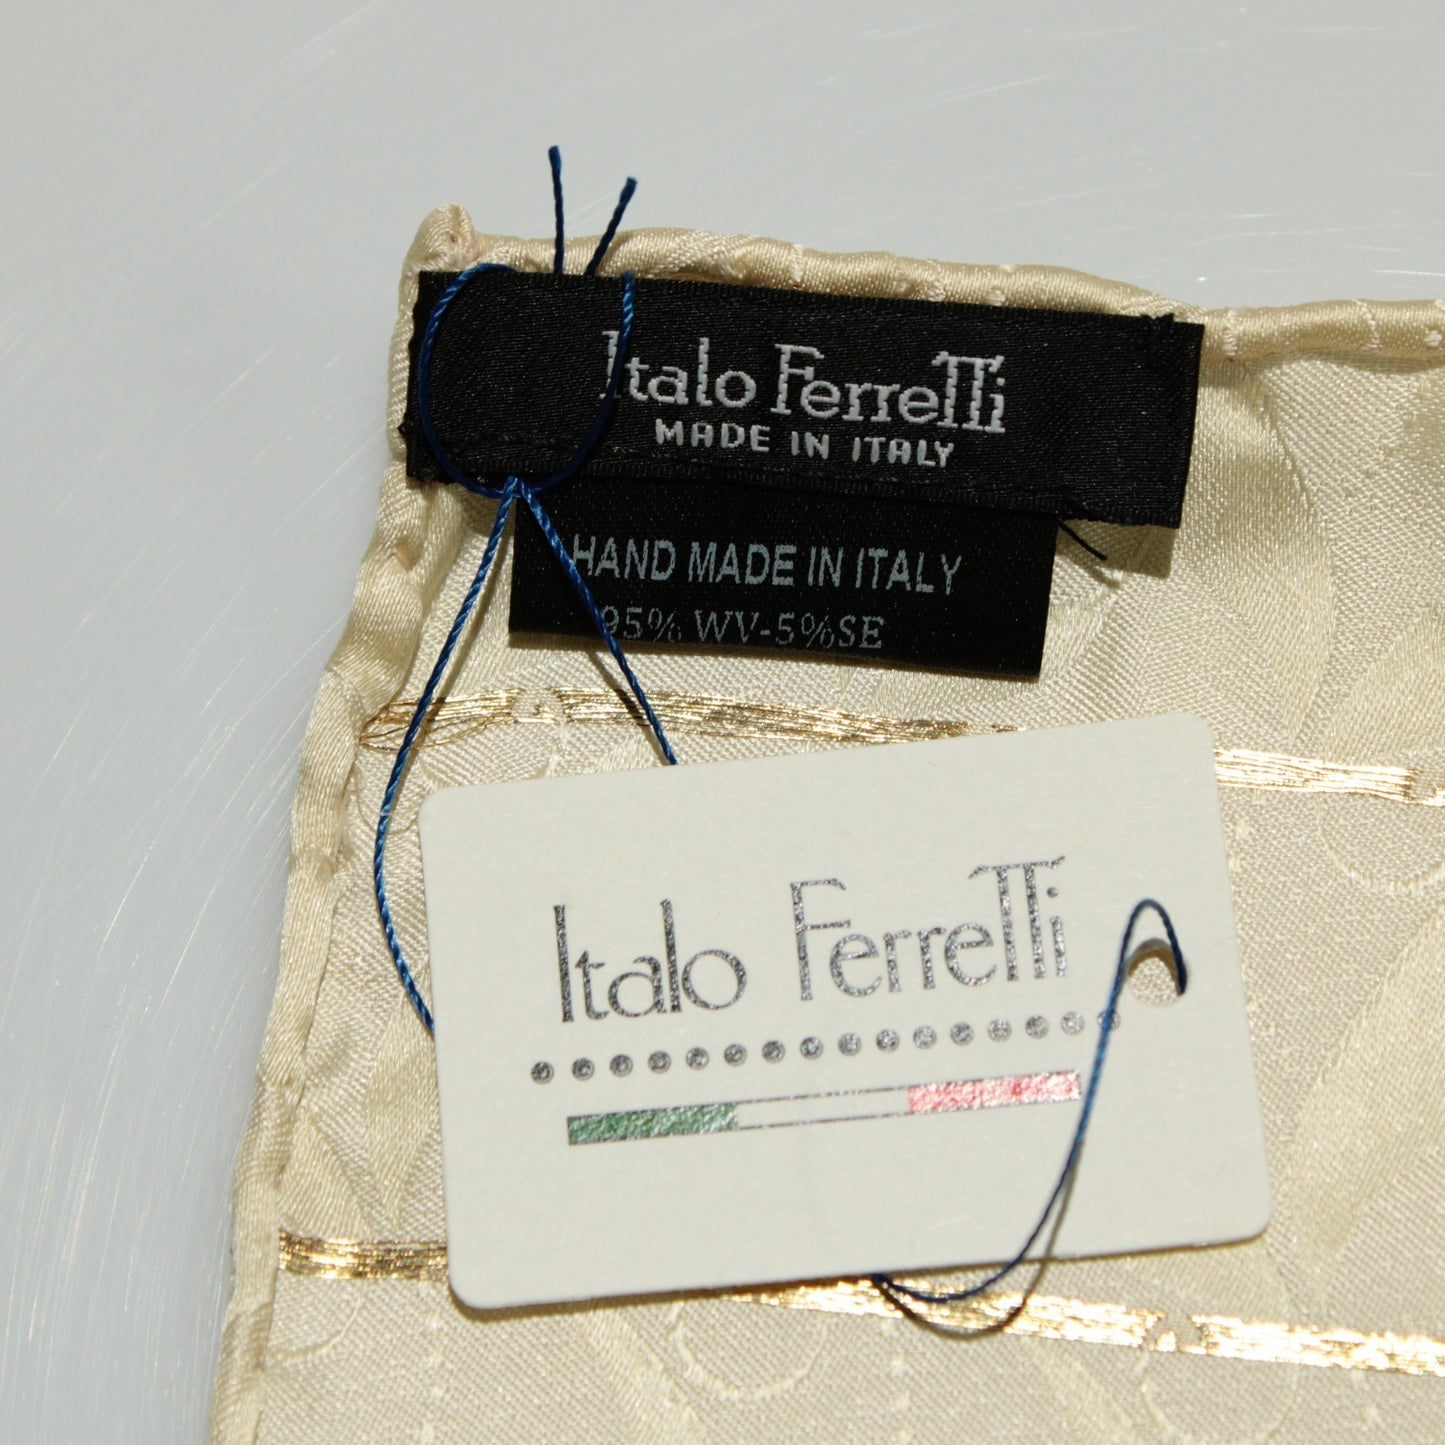 Italo Ferretti
MADE IN ITALY
HAND MADE IN ITALY
95% WV-5%SE
Italo Ferretti